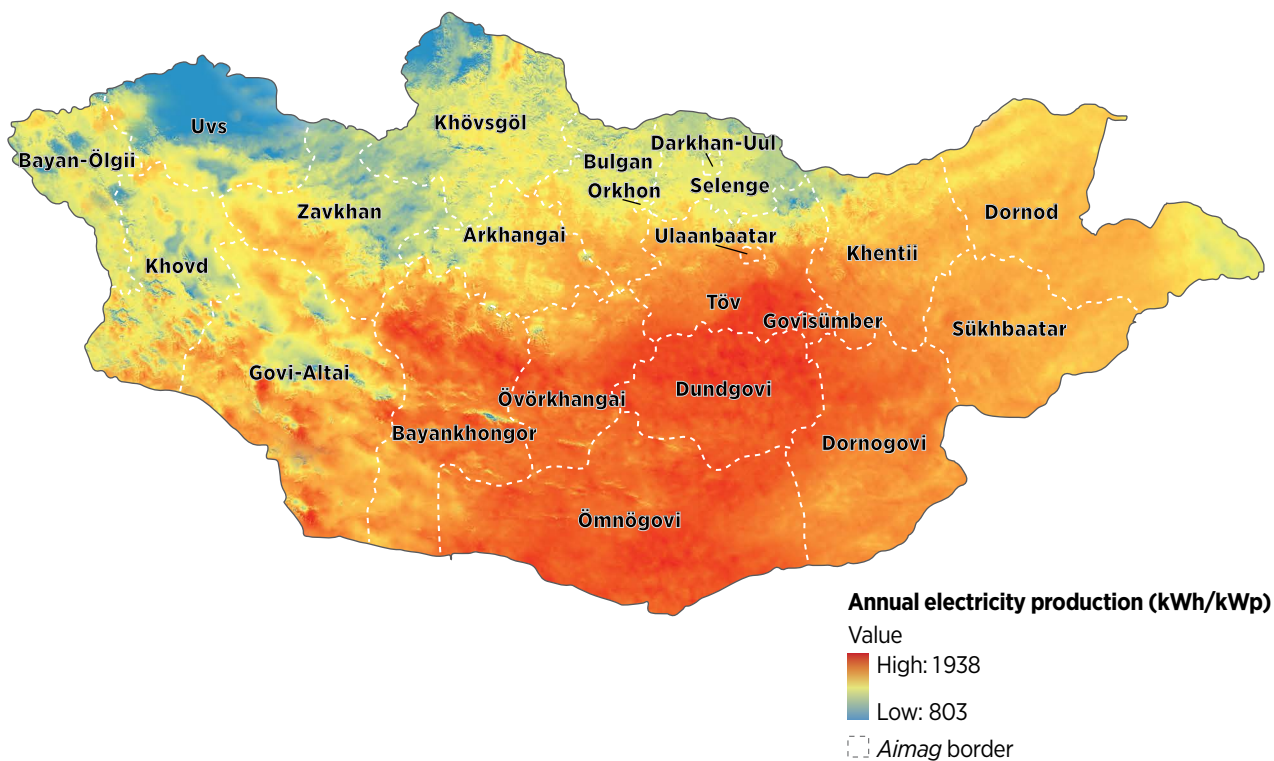 Uvs
Khövsgöl
Bayan-Ölgii
Darkhan-Uul
Bulgan
Orkhon
Selenge
Zavkhan
Arkhangai
Ulaanbaatar
Dornod
Khovd
Khentii
Töv
Govisümber
Sükhbaatar
Govi-Altai
Övörkhangai
Dundgovi
Bayankhongor
Dornogovi
Ömnögovi
Annual electricity production (kWh/kWp)
Value
High: 1938
Low: 803
Aimag border